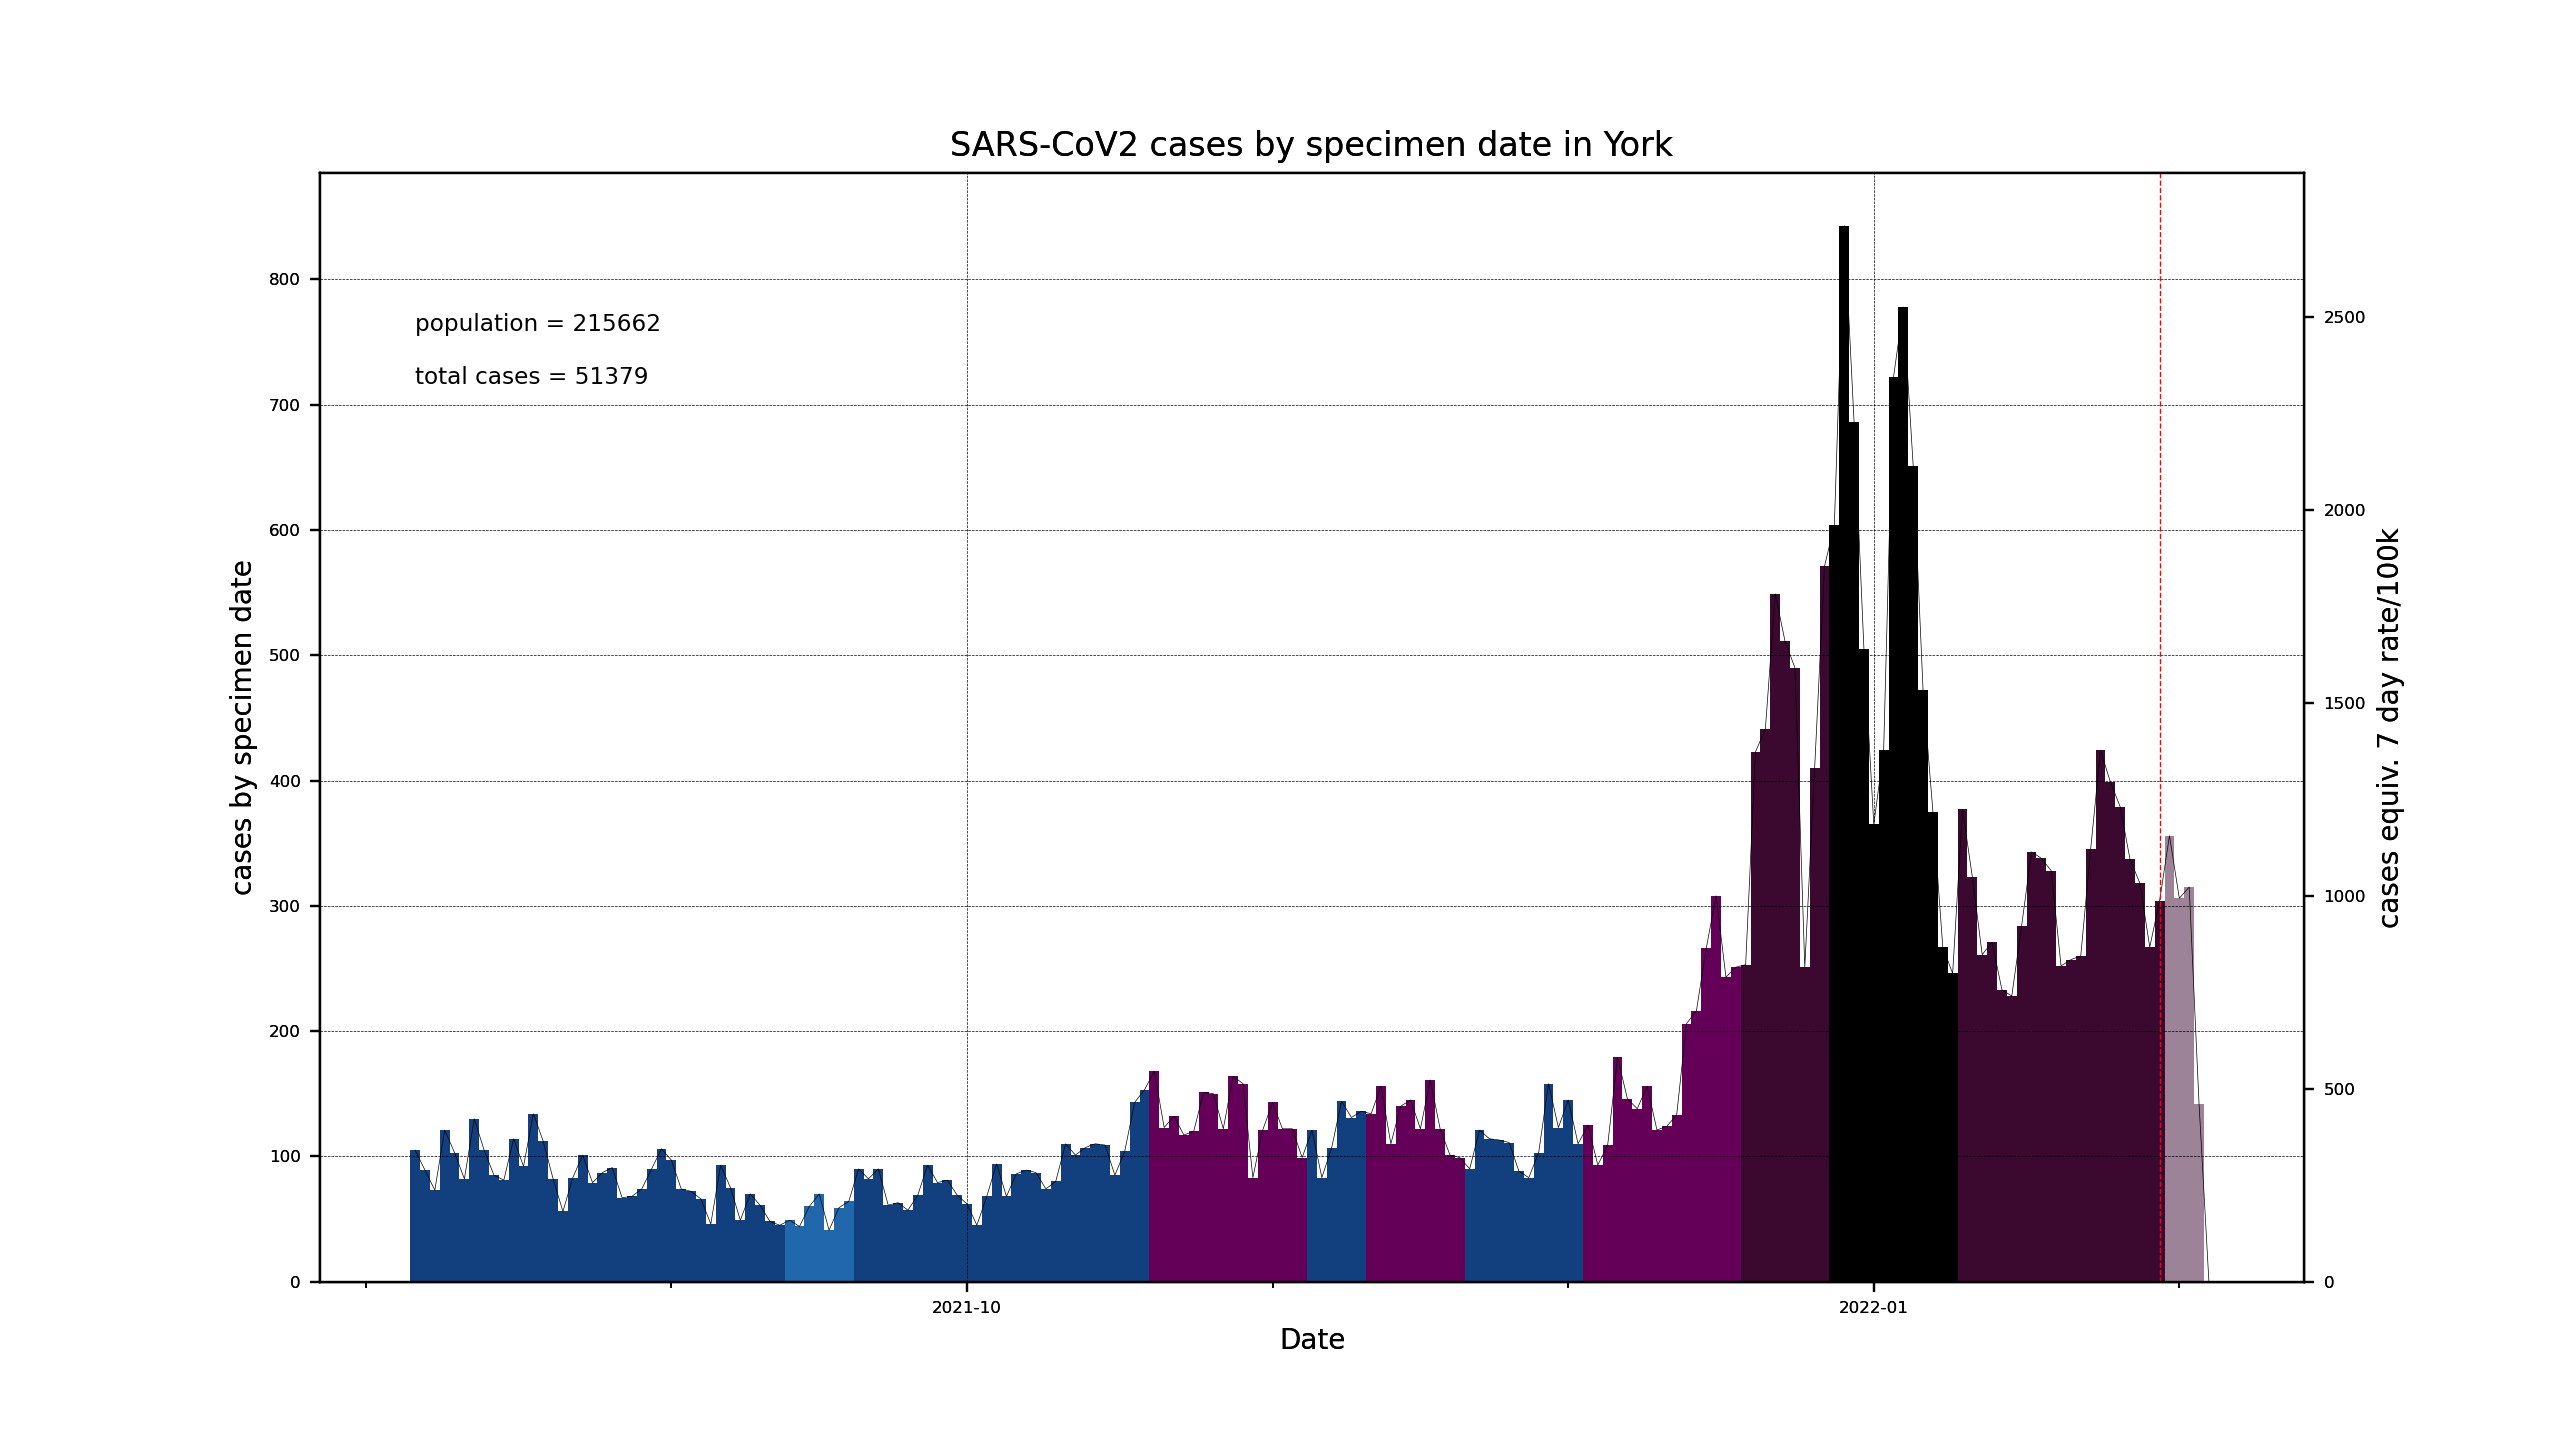 SARS-CoV2 cases by specimen date in York
population = 215662
total cases = 51379
cases by specimen date
800
700
600
500
400
300
200
100
0
2500
2000
1500
1000
500
0
cases equiv. 7 day rate/100k
2021-10
2022-01
Date